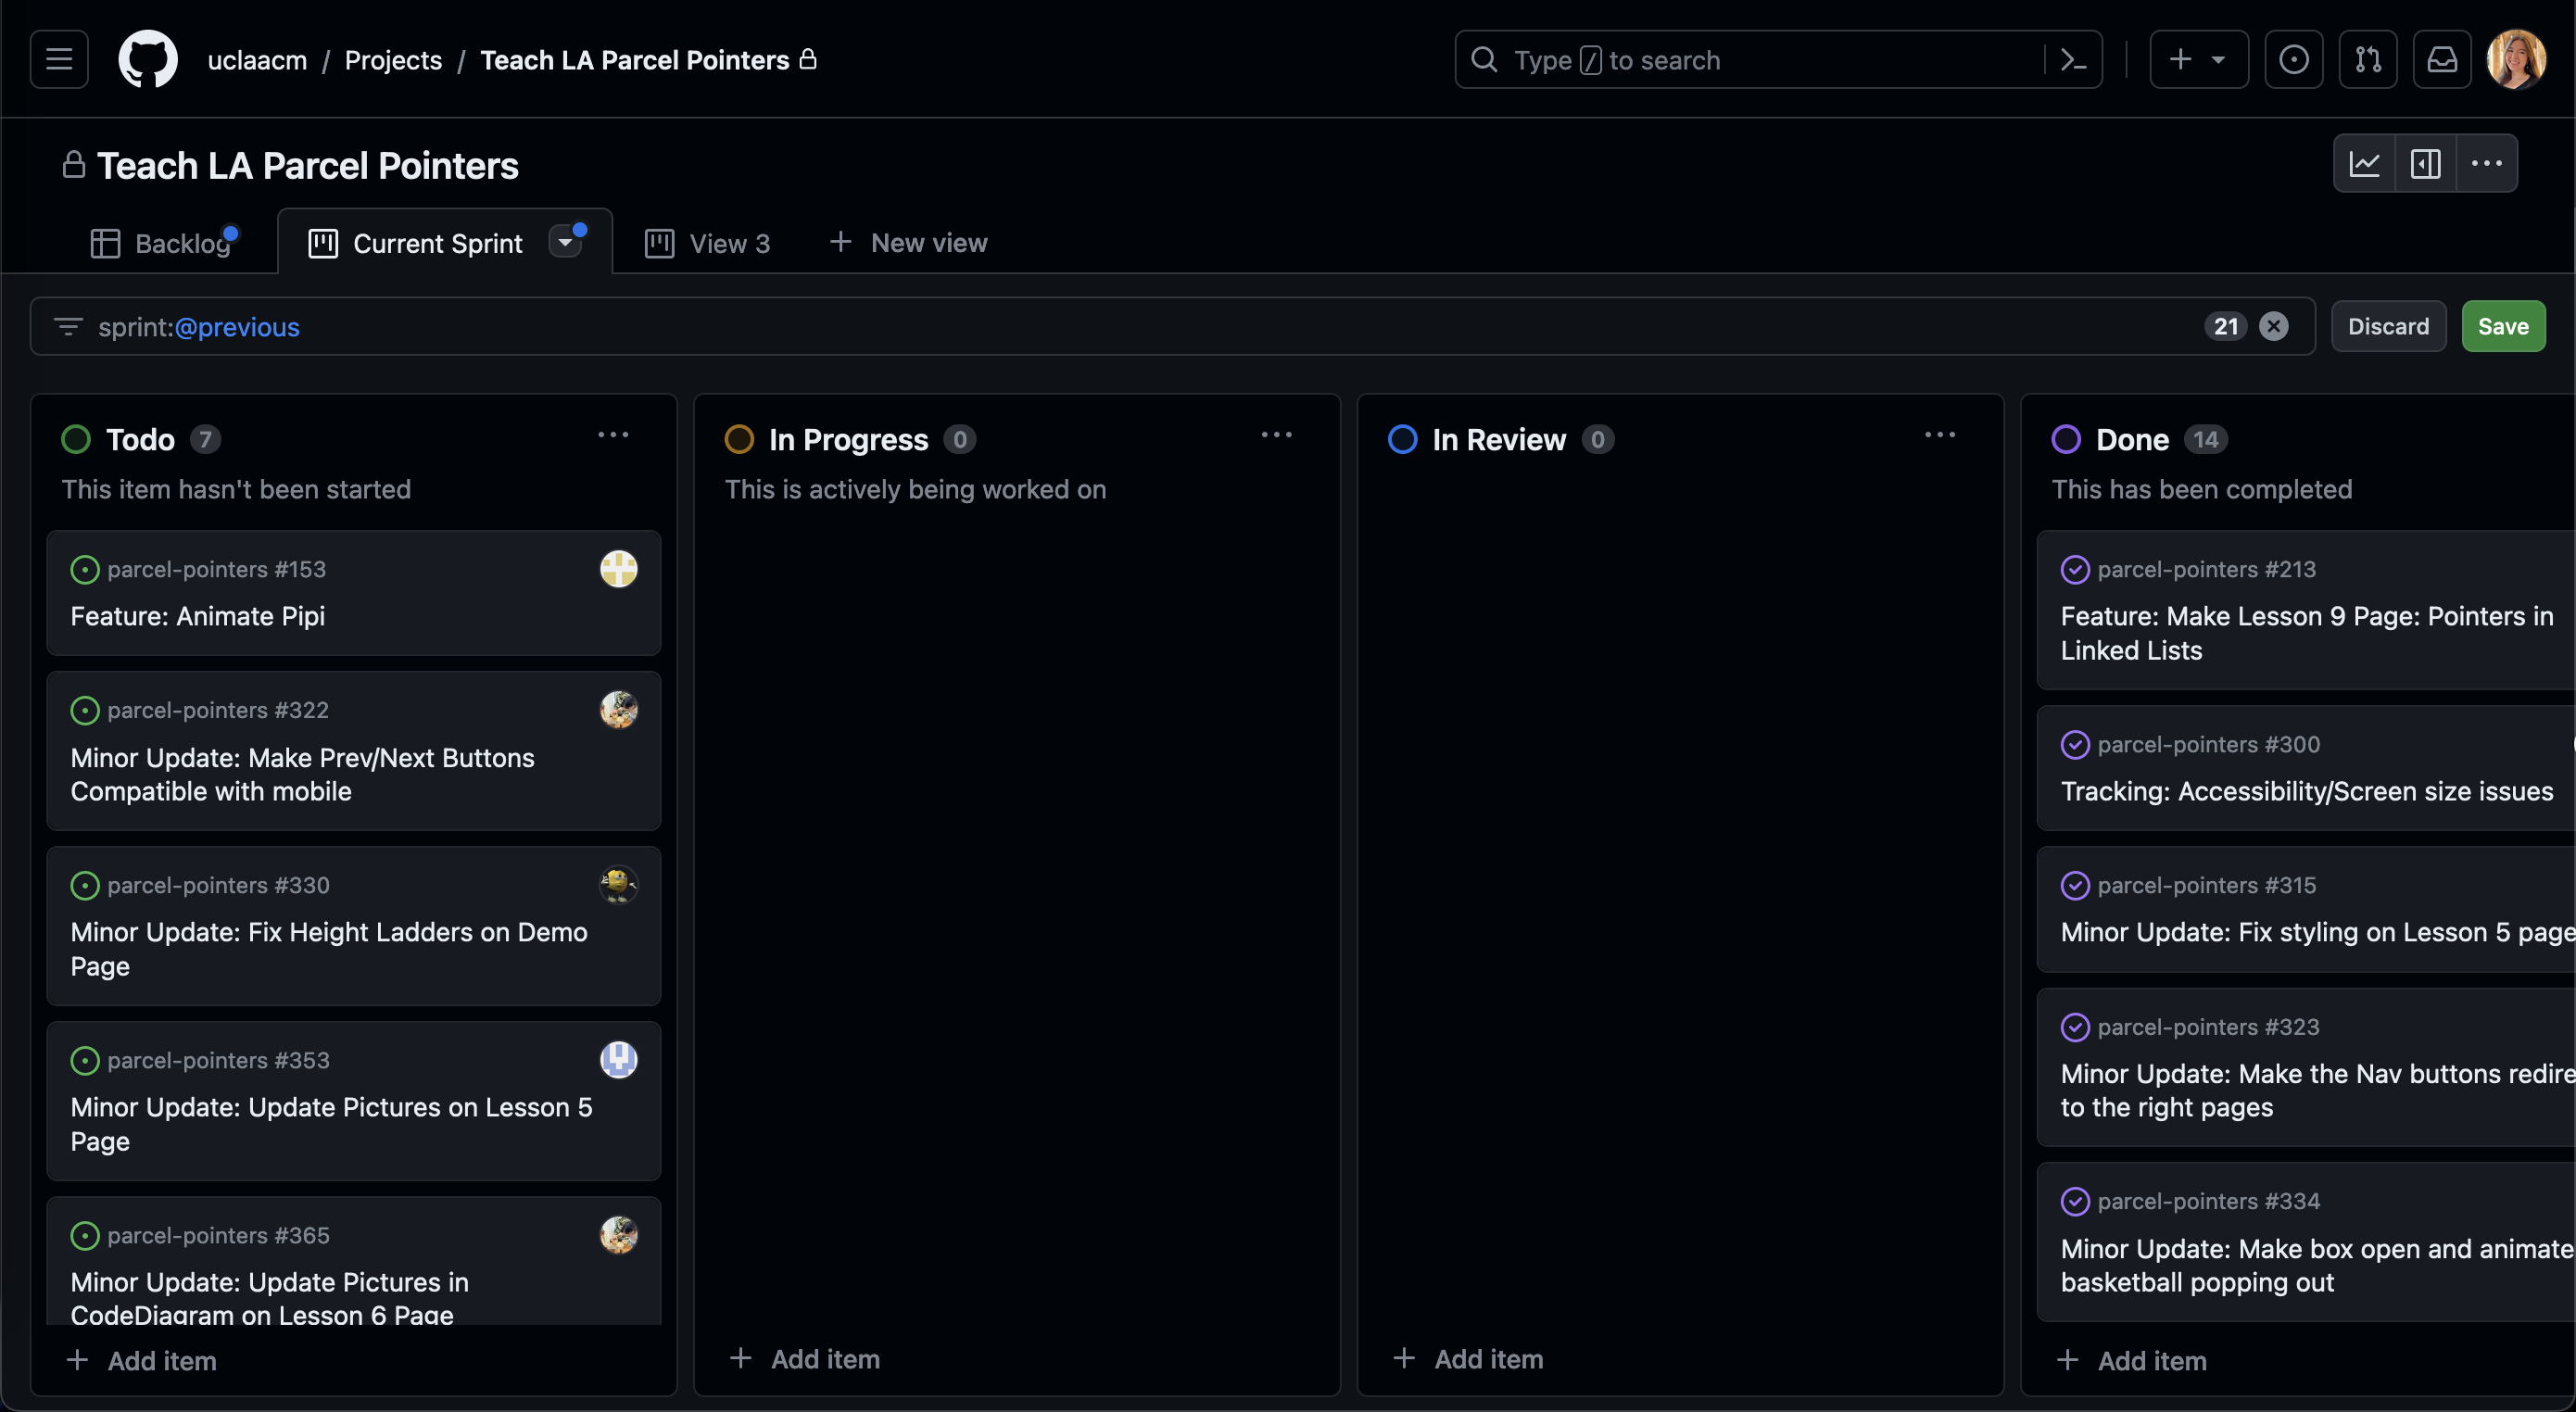 uclaacm / Projects / Teach LA Parcel Pointers
Type / to search
Teach LA Parcel Pointers
Backlog
Current Sprint
View 3
New view
sprint:@previous
21
Discard
Save
Todo 7
This item hasn't been started
parcel-pointers #153
Feature: Animate Pipi
parcel-pointers #322
Minor Update: Make Prev/Next Buttons
Compatible with mobile
parcel-pointers #330
Minor Update: Fix Height Ladders on Demo
Page
parcel-pointers #353
Minor Update: Update Pictures on Lesson 5
Page
parcel-pointers #365
Minor Update: Update Pictures in
CodeDiagram on Lesson 6 Page
Add item
In Progress 0
This is actively being worked on
Add item
In Review 0
Add item
Done 14
This has been completed
parcel-pointers #213
Feature: Make Lesson 9 Page: Pointers in
Linked Lists
parcel-pointers #300
Tracking: Accessibility/Screen size issues
parcel-pointers #315
Minor Update: Fix styling on Lesson 5 page
parcel-pointers #323
Minor Update: Make the Nav buttons redire
to the right pages
parcel-pointers #334
Minor Update: Make box open and animate
basketball popping out
Add item